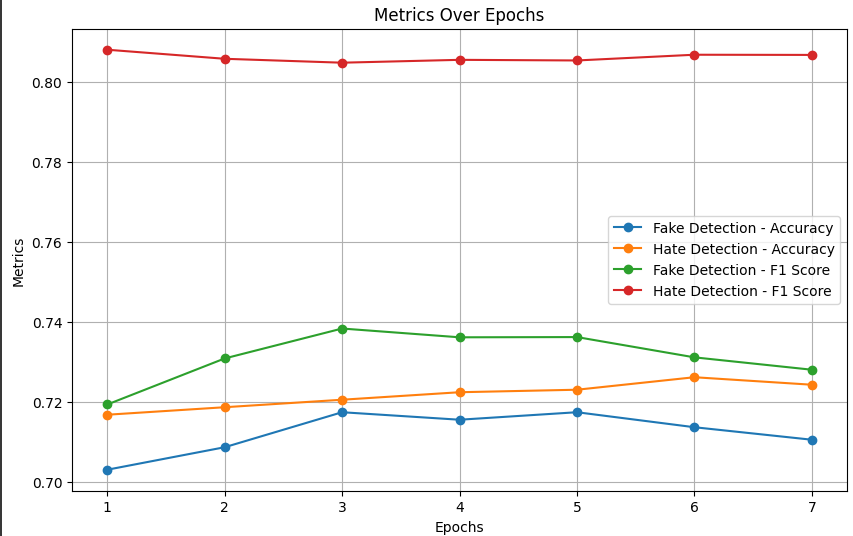 Metrics Over Epochs
0.80
0.78
0.76
0.74
0.72
0.70
Metrics
Fake Detection - Accuracy
Hate Detection - Accuracy
Fake Detection - F1 Score
Hate Detection - F1 Score
1 2 3 4 5 6 7
Epochs